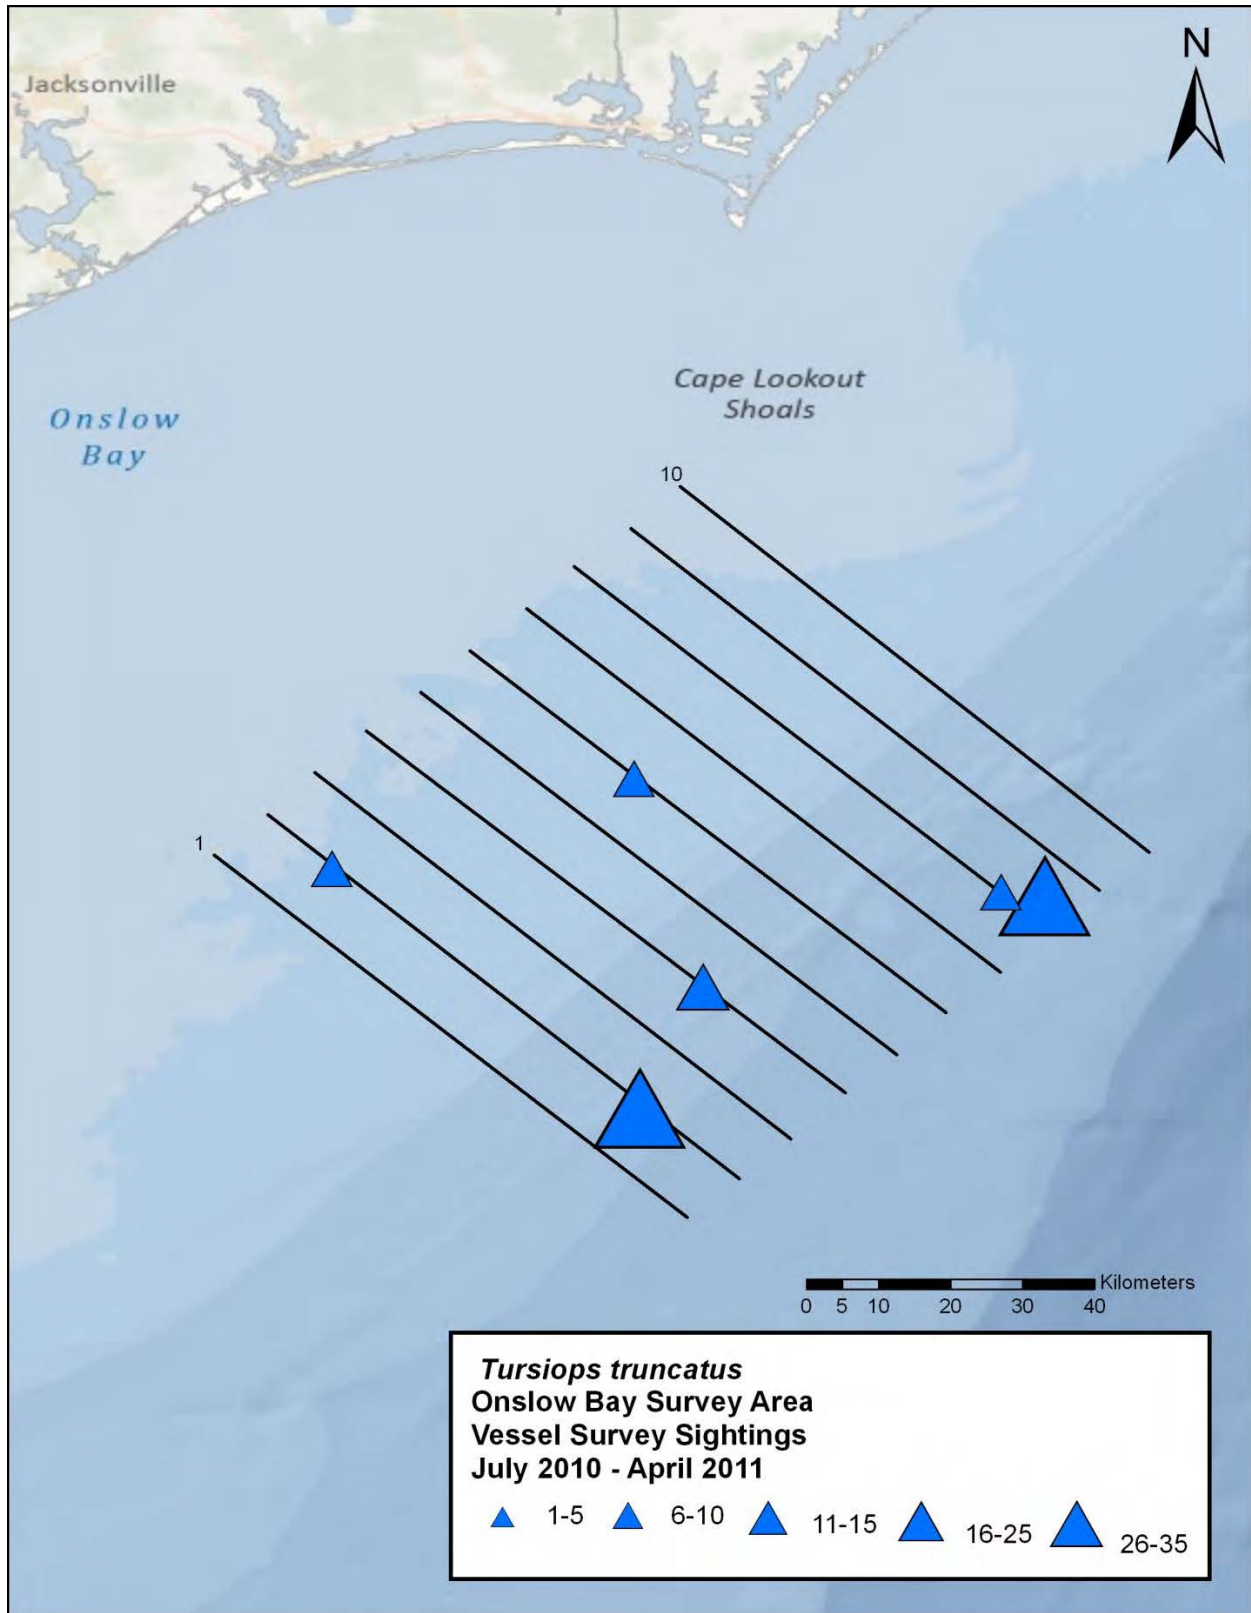 N
Jacksonville
Cape Lookout
Shoals
Onslow
Bay
10
1
Kilometers
0 5 10 20 30 40
Tursiops truncatus
Onslow Bay Survey Area
Vessel Survey Sightings
July 2010 - April 2011
1-5 6-10 11-15 16-25 26-35